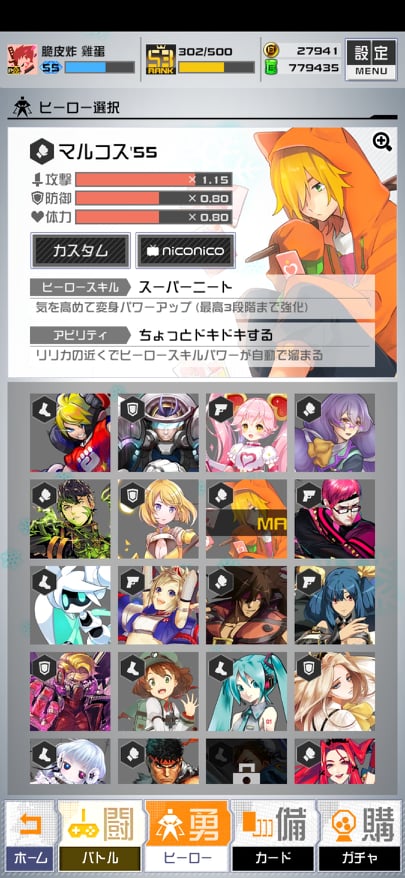 脆皮炸 雞蛋
55
53
RANK
302/500
27941
779435
設定
MENU
ヒーロー選択
マルコス'55
攻撃
× 1.15
防御
× 0.80
体力
× 0.80
カスタム
niconico
ヒーロースキル
スーパーニート
気を高めて変身パワーアップ (最高3段階まで強化)
アビリティ
ちょっとドキドキする
リリカの近くでヒーロースキルパワーが自動で溜まる
MA
01
闘
勇
備
購
ホーム
バトル
ヒーロー
カード
ガチャ